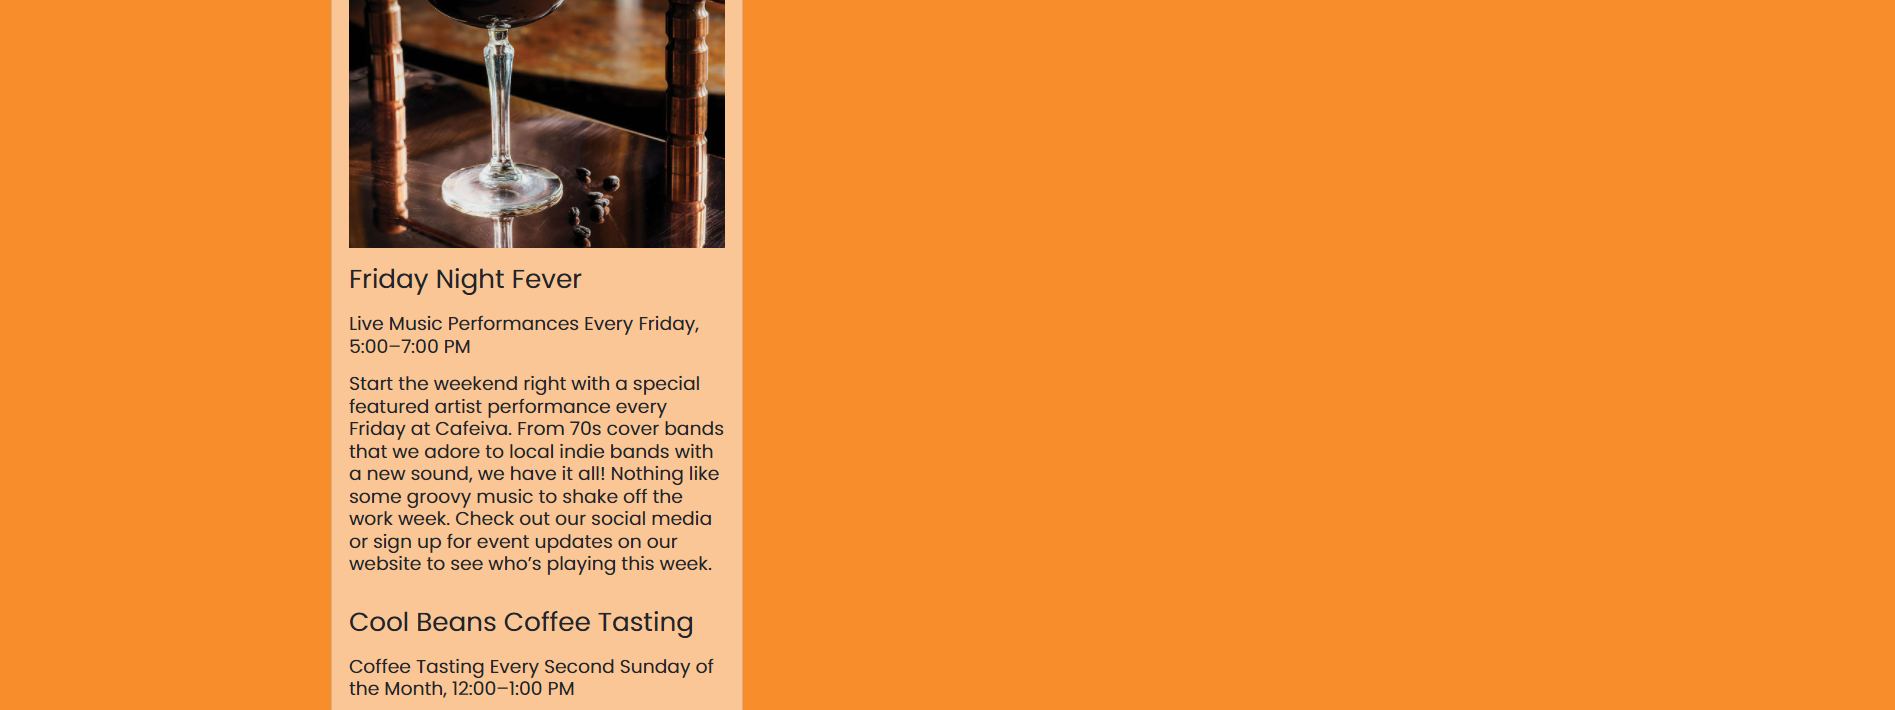 Friday Night Fever
Live Music Performances Every Friday,
5:00–7:00 PM
Start the weekend right with a special
featured artist performance every
Friday at Cafeiva. From 70s cover bands
that we adore to local indie bands with
a new sound, we have it all! Nothing like
some groovy music to shake off the
work week. Check out our social media
or sign up for event updates on our
website to see who’s playing this week.
Cool Beans Coffee Tasting
Coffee Tasting Every Second Sunday of
the Month, 12:00–1:00 PM